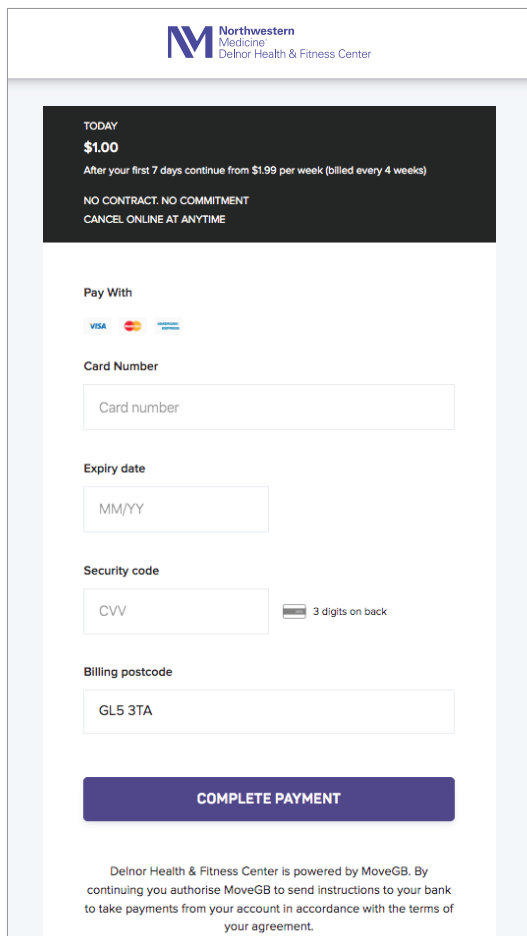 Northwestern
Medicine®
Delnor Health & Fitness Center
TODAY
$1.00
After your first 7 days continue from $1.99 per week (billed every 4 weeks)
NO CONTRACT. NO COMMITMENT
CANCEL ONLINE AT ANYTIME
Pay With
VISA
Card Number
Card number
Expiry date
MM/YY
Security code
CVV
3 digits on back
Billing postcode
GL5 3TA
COMPLETE PAYMENT
Delnor Health & Fitness Center is powered by MoveGB. By
continuing you authorise MoveGB to send instructions to your bank
to take payments from your account in accordance with the terms of
your agreement.